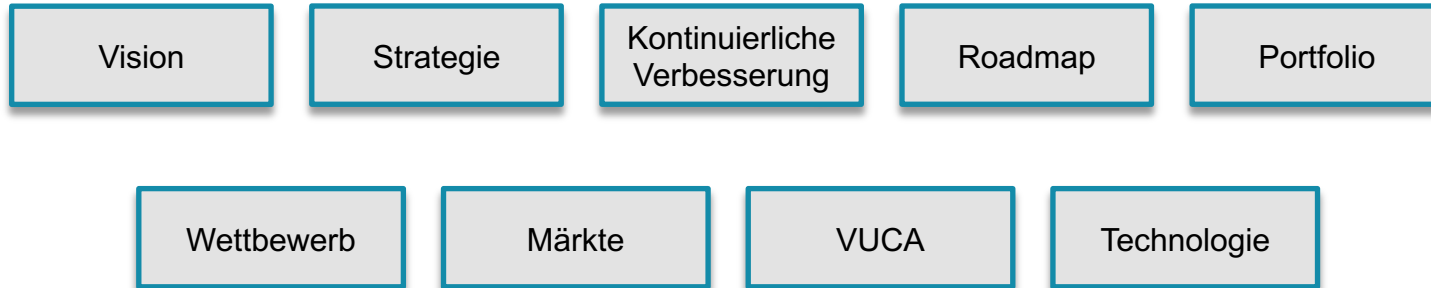 Vision
Strategie
Kontinuierliche
Verbesserung
Roadmap
Portfolio
Wettbewerb
Märkte
VUCA
Technologie